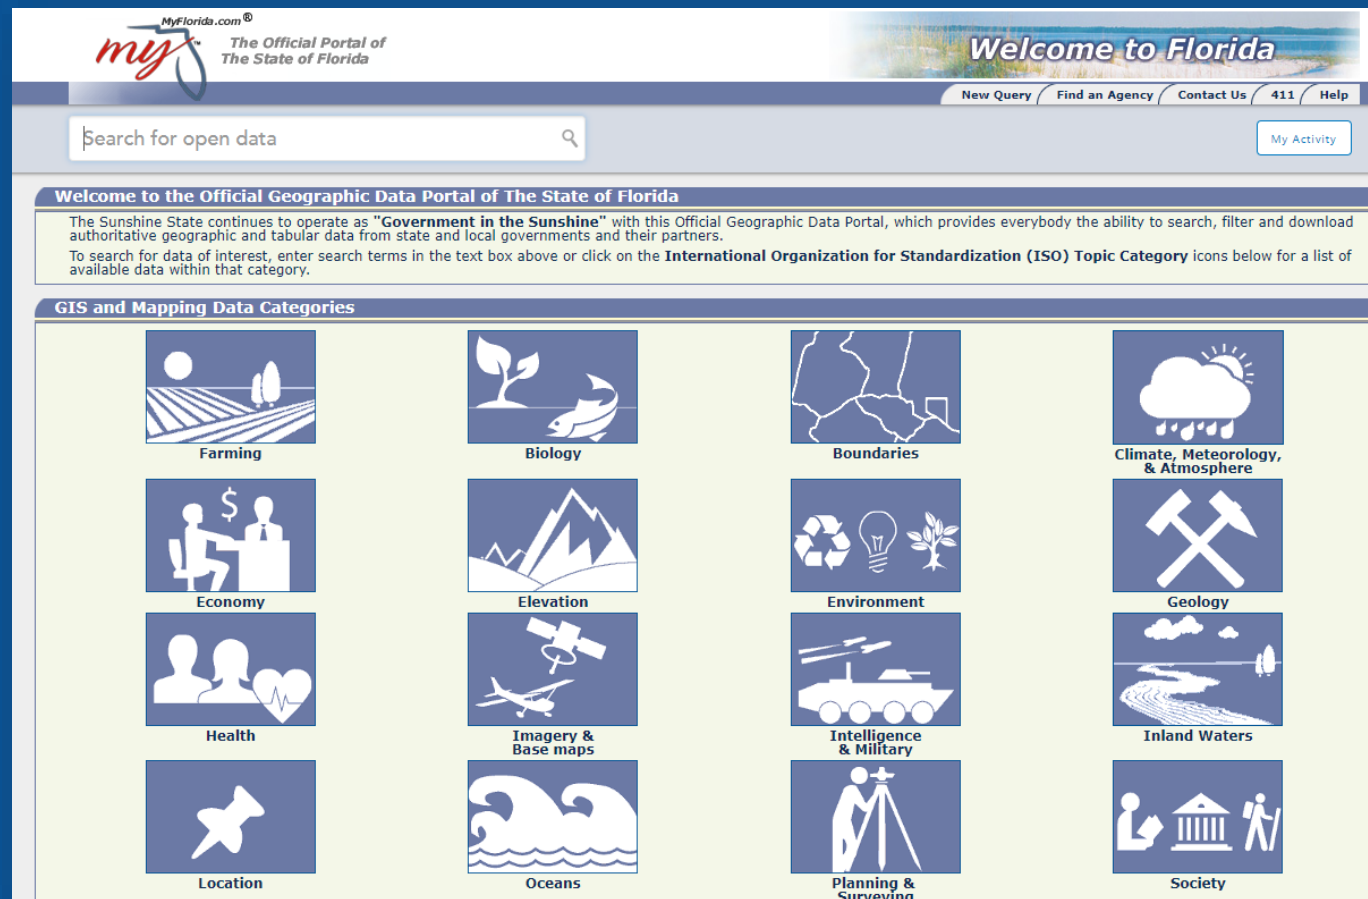 MyFlorida.com®
my™
The Official Portal of
The State of Florida
Welcome to Florida
New Query
Find an Agency
Contact Us
411
Help
Search for open data
My Activity
Welcome to the Official Geographic Data Portal of The State of Florida
The Sunshine State continues to operate as "Government in the Sunshine" with this Official Geographic Data Portal, which provides everybody the ability to search, filter and download
authoritative geographic and tabular data from state and local governments and their partners.
To search for data of interest, enter search terms in the text box above or click on the International Organization for Standardization (ISO) Topic Category icons below for a list of
available data within that category.
GIS and Mapping Data Categories
Farming
Biology
Boundaries
Climate, Meteorology,
& Atmosphere
$
Economy
Elevation
Environment
Geology
Health
Imagery &
Base maps
Intelligence
& Military
Inland Waters
Location
Oceans
Planning &
Surveying
Society